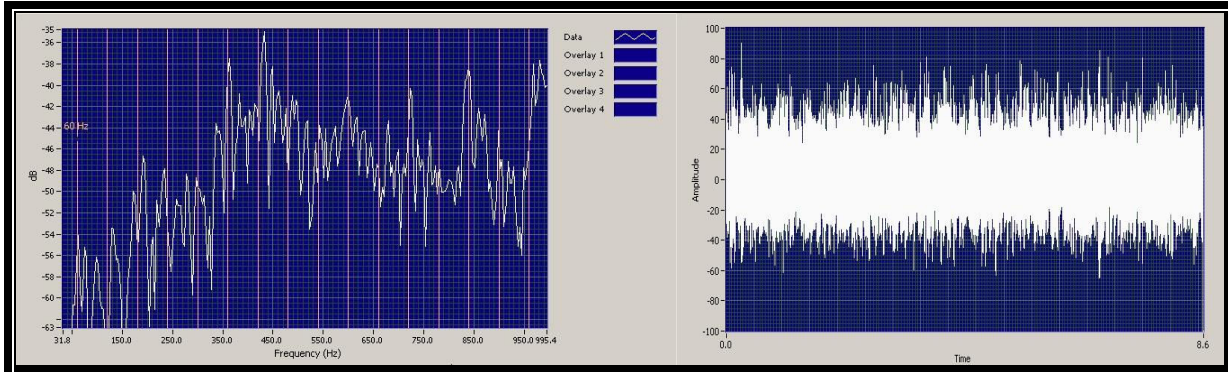 -35
-36
-38
-40
-42
-44
-46
-48
-50
-52
-54
-56
-58
-60
-63
dB
60 Hz
31.8 150.0 250.0 350.0 450.0 550.0 650.0 750.0 850.0 950.0 995.4
Frequency (Hz)
Data
Overlay 1
Overlay 2
Overlay 3
Overlay 4
100
80
60
40
20
0
-20
-40
-60
-80
-100
Amplitude
0.0 8.6
Time